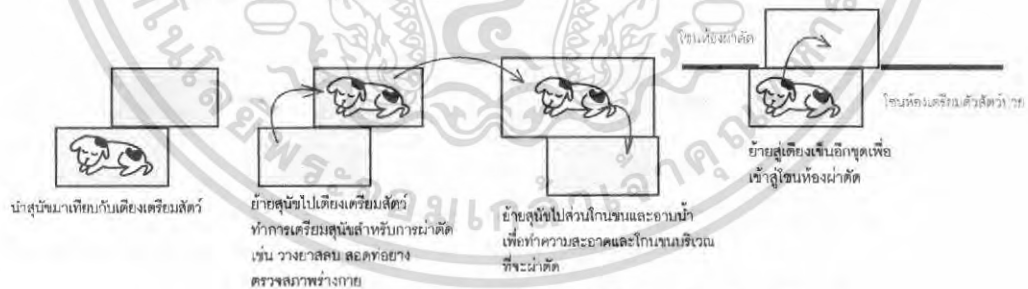 โซนห้องผ่าตัด
โซนห้องเตรียมตัวสัตว์ป่วย
นำสุนัขมาเทียบกับเตียงเตรียมสัตว์
ย้ายสุนัขไปเตียงเตรียมสัตว์
ทำการเตรียมสุนัขสำหรับการผ่าตัด
เช่น วางยาสลบ สอดท่อยาง
ตรวจสภาพร่างกาย
ย้ายสุนัขไปส่วนโกนขนและอาบน้ำ
เพื่อทำความสะอาดและโกนขนบริเวณ
ที่จะผ่าตัด
ย้ายสู่เตียงเข็นอีกชุดเพื่อ
เข้าสู่โซนห้องผ่าตัด